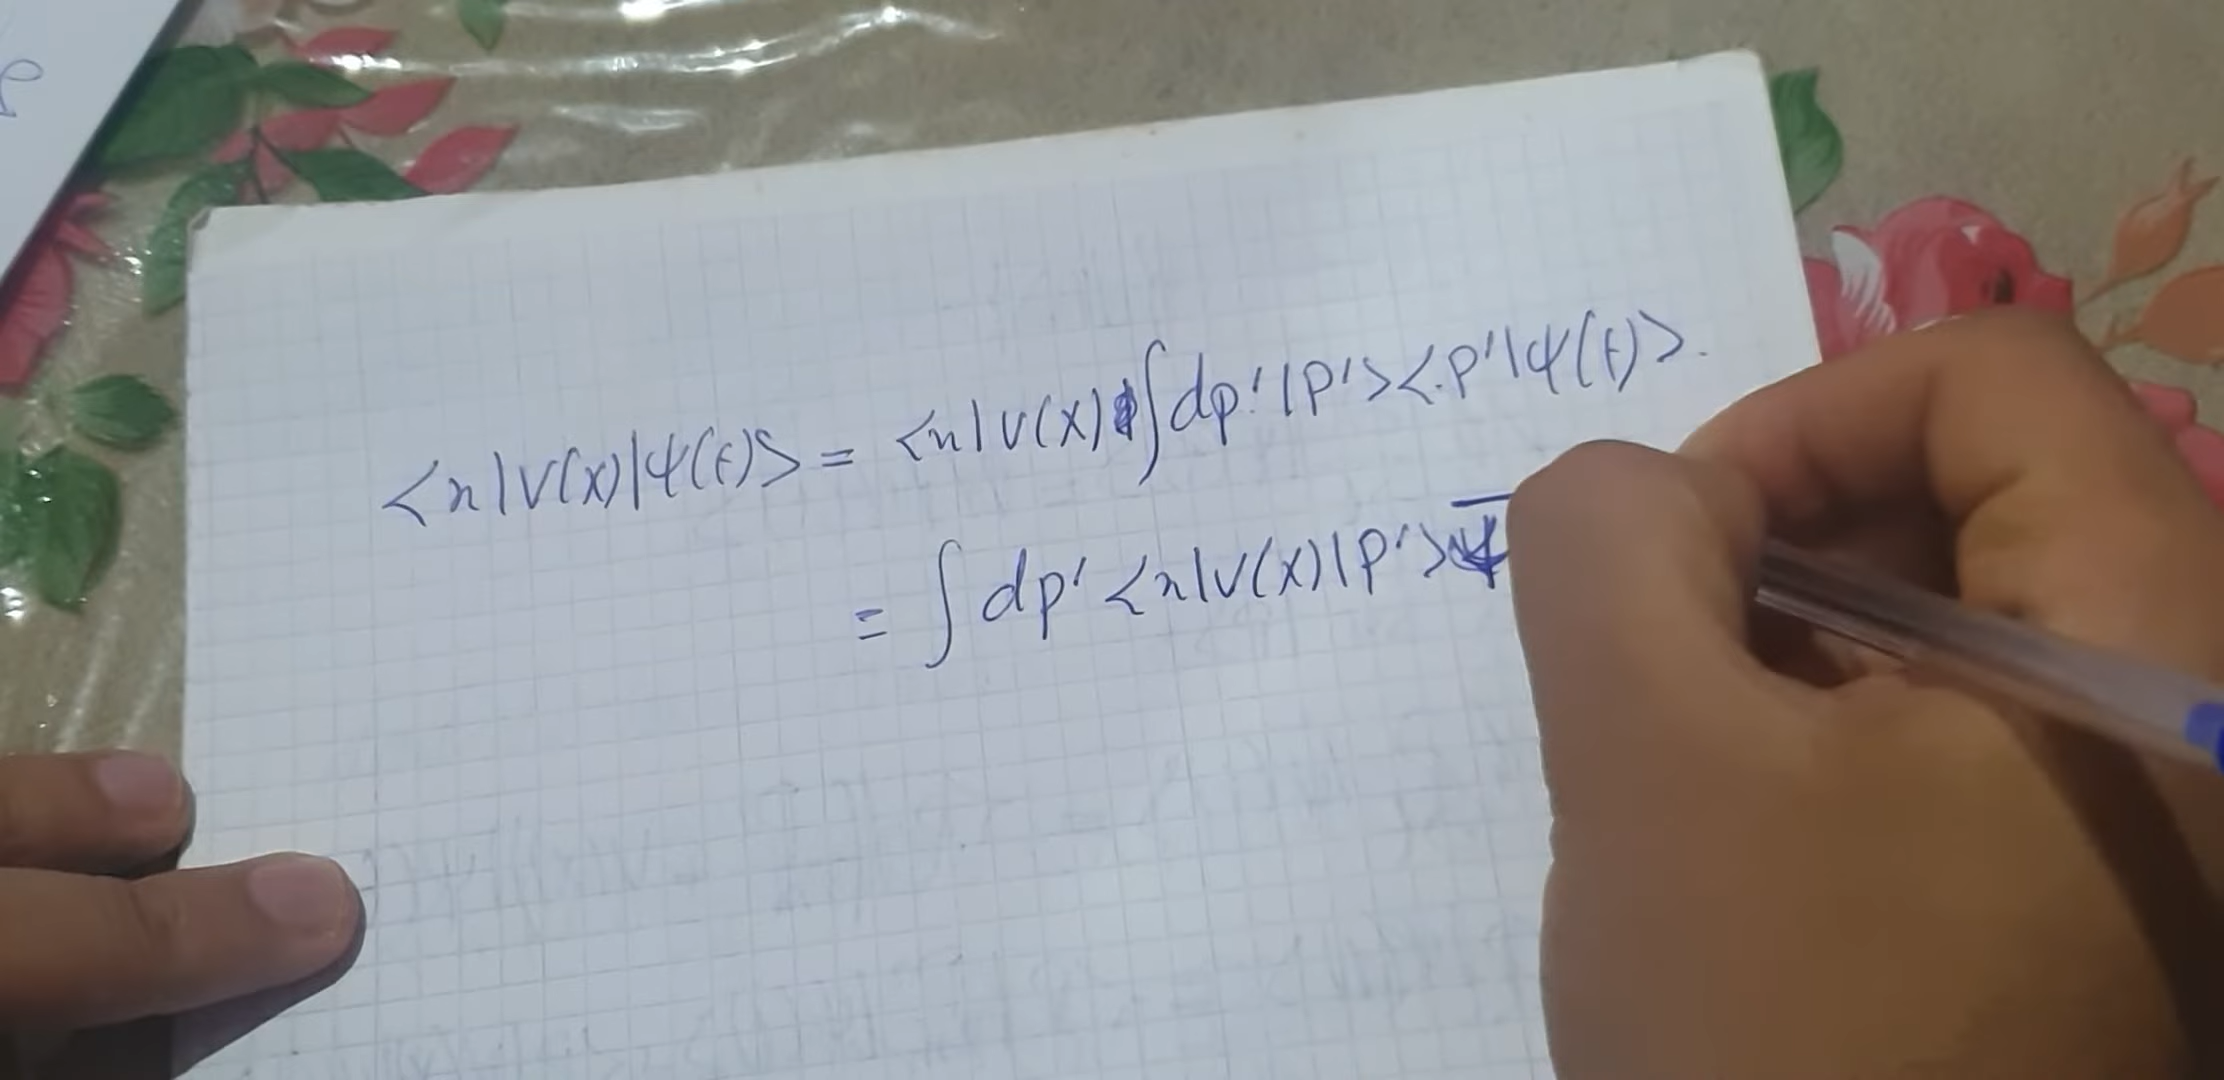 <x|V(X)|ψ(t)> = <x|V(X)∫dp'|p'><p'|ψ(t)>.
= ∫dp'<x|V(X)|p'>ψ̅